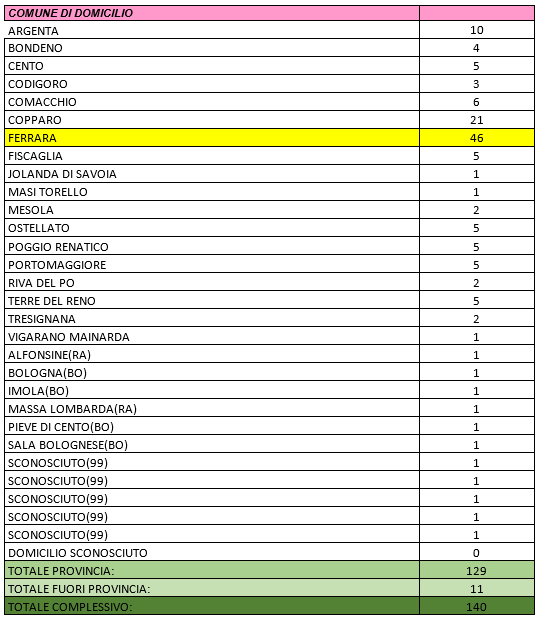 COMUNE DI DOMICILIO
ARGENTA 10
BONDENO 4
CENTO 5
CODIGORO 3
COMACCHIO 6
COPPARO 21
FERRARA 46
FISCAGLIA 5
JOLANDA DI SAVOIA 1
MASI TORELLO 1
MESOLA 2
OSTELLATO 5
POGGIO RENATICO 5
PORTOMAGGIORE 5
RIVA DEL PO 2
TERRE DEL RENO 5
TRESIGNANA 2
VIGARANO MAINARDA 1
ALFONSINE(RA) 1
BOLOGNA(BO) 1
IMOLA(BO) 1
MASSA LOMBARDA(RA) 1
PIEVE DI CENTO(BO) 1
SALA BOLOGNESE(BO) 1
SCONOSCIUTO(99) 1
SCONOSCIUTO(99) 1
SCONOSCIUTO(99) 1
SCONOSCIUTO(99) 1
SCONOSCIUTO(99) 1
DOMICILIO SCONOSCIUTO 0
TOTALE PROVINCIA: 129
TOTALE FUORI PROVINCIA: 11
TOTALE COMPLESSIVO: 140